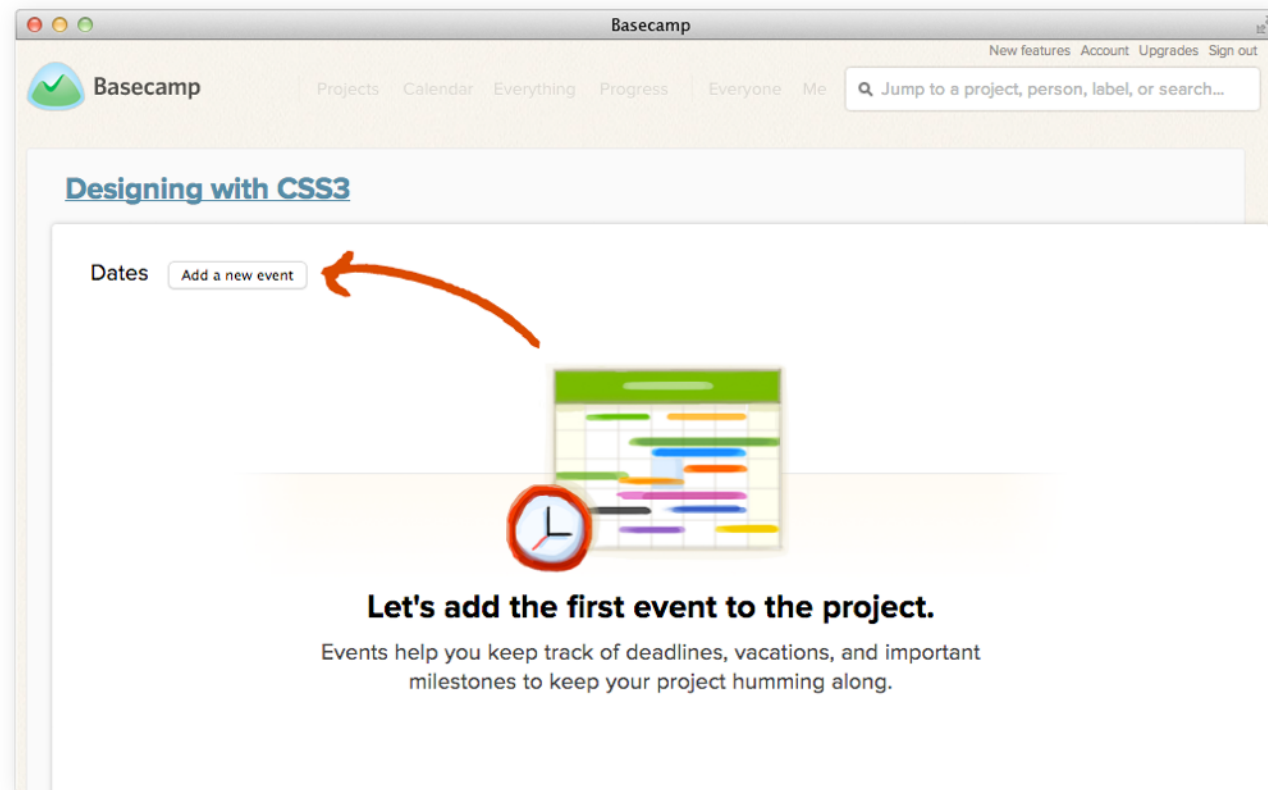 Basecamp
New features Account Upgrades Sign out
Basecamp Projects Calendar Everything Progress Everyone Me Jump to a project, person, label, or search...
Designing with CSS3
Dates Add a new event
Let's add the first event to the project.
Events help you keep track of deadlines, vacations, and important
milestones to keep your project humming along.